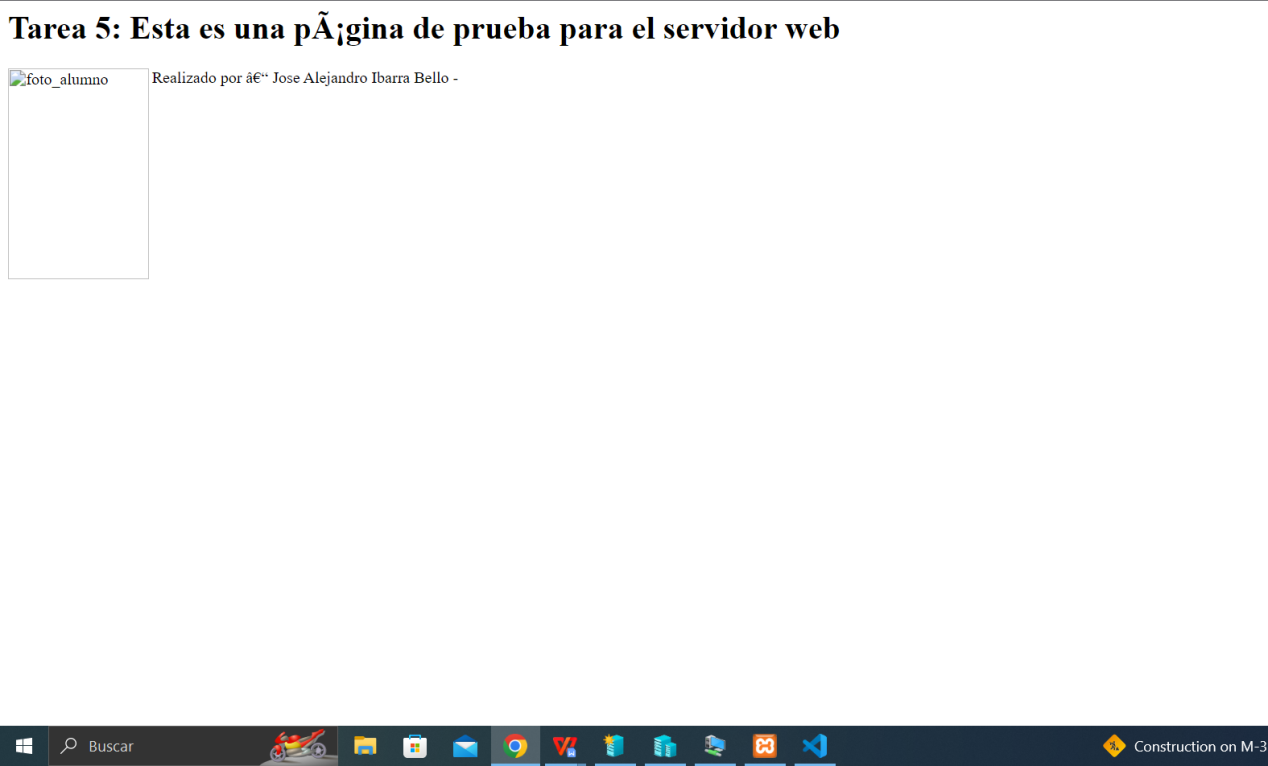 Tarea 5: Esta es una pÃ¡gina de prueba para el servidor web
foto_alumno Realizado por â€“ Jose Alejandro Ibarra Bello -
Buscar
Construction on M-3